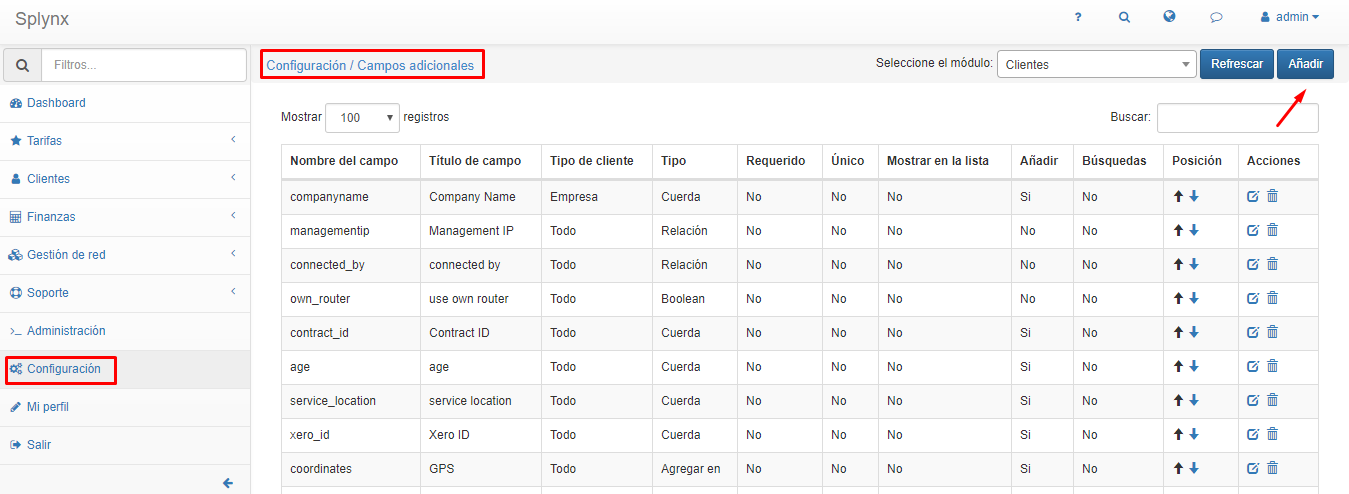 Splynx
? admin
Filtros...
Configuración / Campos adicionales
Seleccione el módulo: Clientes Refrescar Añadir
Dashboard
Tarifas
Clientes
Finanzas
Gestión de red
Soporte
Administración
Configuración
Mi perfil
Salir
Mostrar 100 registros
Buscar:
Nombre del campo Título de campo Tipo de cliente Tipo Requerido Único Mostrar en la lista Añadir Búsquedas Posición Acciones
companyname Company Name Empresa Cuerda No No No Si No
managementip Management IP Todo Relación No No No No No
connected_by connected by Todo Relación No No No No No
own_router use own router Todo Boolean No No No No No
contract_id Contract ID Todo Cuerda No No No Si No
age age Todo Cuerda No No No Si No
service_location service location Todo Cuerda No No No Si No
xero_id Xero ID Todo Cuerda No No No Si No
coordinates GPS Todo Agregar en No No No Si No